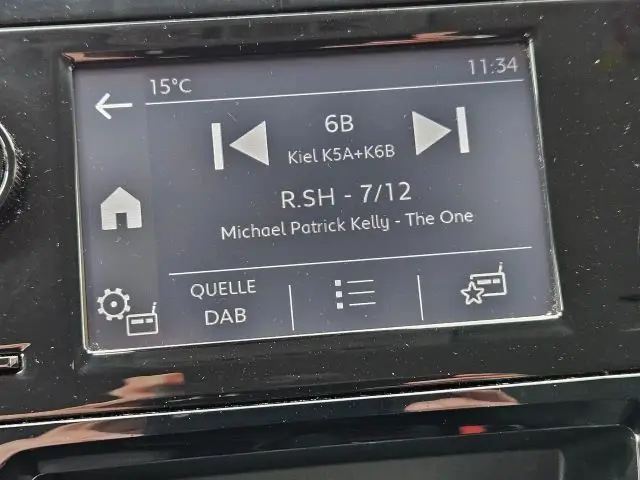 15°C
11:34
6B
Kiel K5A+K6B
R.SH - 7/12
Michael Patrick Kelly - The One
QUELLE
DAB